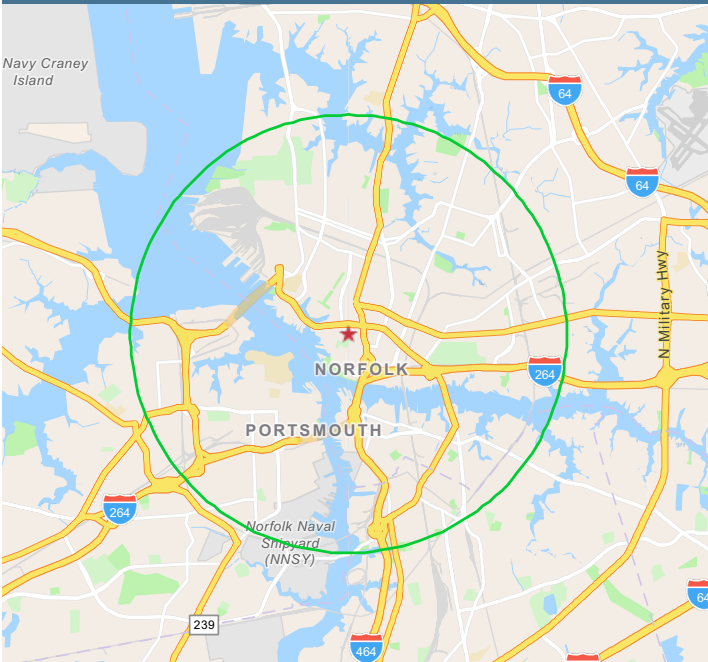 Navy Craney
Island
64
64
N Military Hwy
NORFOLK
264
PORTSMOUTH
264
Norfolk Naval
Shipyard
(NNSY)
64
239
464